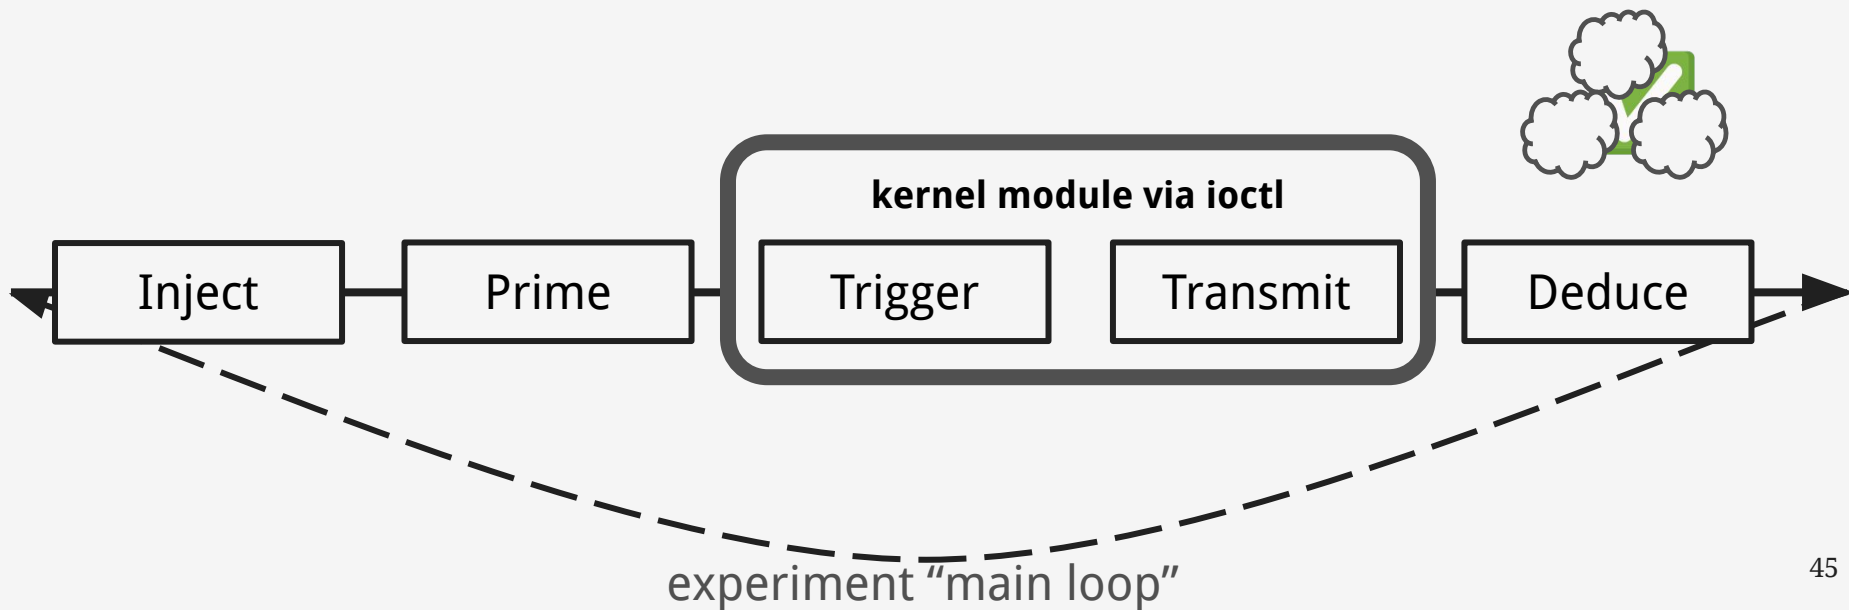 kernel module via ioctl
Inject
Prime
Trigger
Transmit
Deduce
experiment “main loop”
45